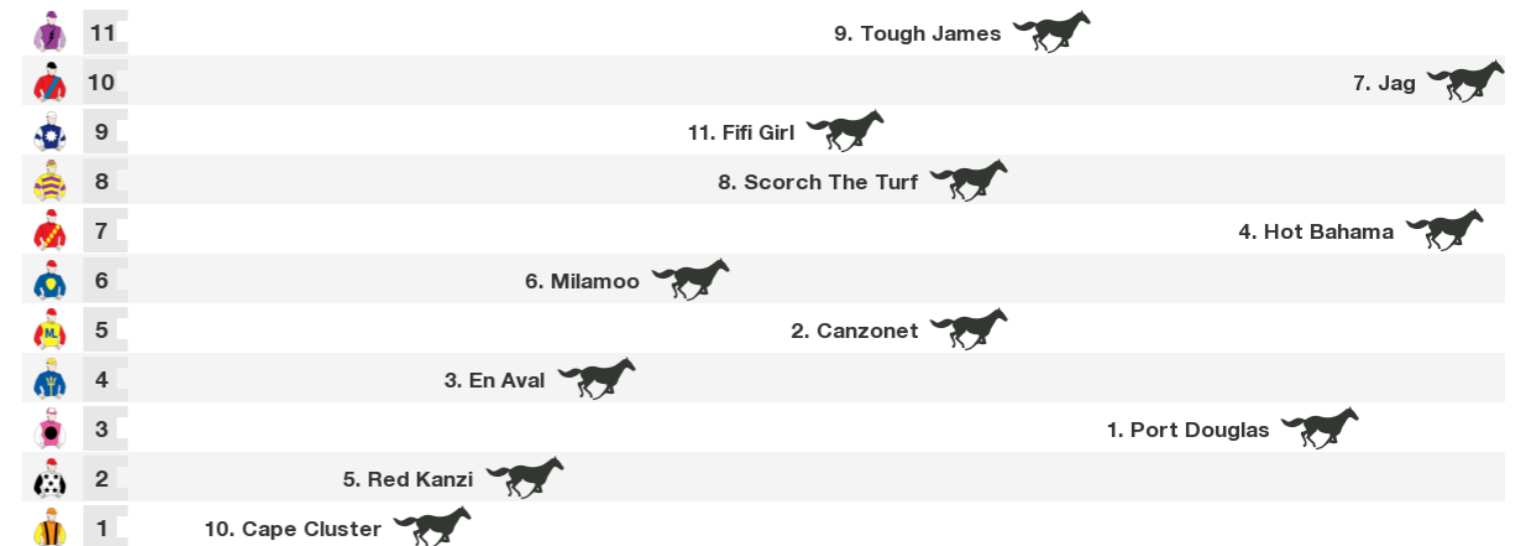 11 9. Tough James
10 7. Jag
9 11. Fifi Girl
8 8. Scorch The Turf
7 4. Hot Bahama
6 6. Milamoo
5 2. Canzonet
ML
4 3. En Aval
3 1. Port Douglas
2 5. Red Kanzi
1 10. Cape Cluster